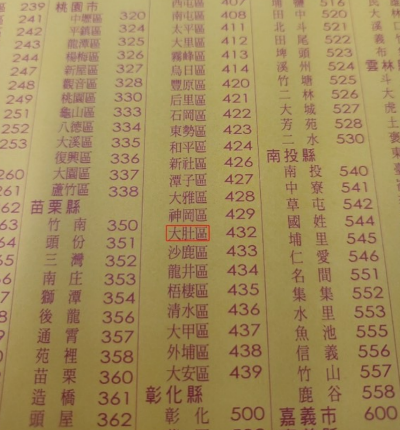 239
241
242
243
244
247
248
249
251
252
253
260
261
桃園市
中壢區 320
平鎮區 324
龍潭區 325
楊梅區 326
新屋區 327
觀音區 328
桃園區 330
龜山區 333
八德區 334
大溪區 335
復興區 336
大園區 337
蘆竹區 338
苗栗縣
竹南 350
頭份 351
三灣 352
南庄 353
獅潭 354
後龍 356
通霄 357
苑裡 358
苗栗 360
造橋 361
頭屋 362
西屯區 407
南屯區 408
太平區 411
大里區 412
霧峰區 413
烏日區 414
豐原區 420
后里區 421
石岡區 422
東勢區 423
和平區 424
新社區 426
潭子區 427
大雅區 428
神岡區 429
大肚區 432
沙鹿區 433
龍井區 434
梧棲區 435
清水區 436
大甲區 437
外埔區 438
大安區 439
彰化縣
彰化 500
埔鹽 516
田中 520
北斗 521
田尾 522
埤頭 523
溪州 524
竹塘 525
二林 526
大城 527
芳苑 528
二水 530
南投縣
南投 540
中寮 541
草屯 542
國姓 544
埔里 545
仁愛 546
名間 551
集集 552
水里 553
魚池 555
信義 556
竹山 557
鹿谷 558
嘉義市 600
雲林